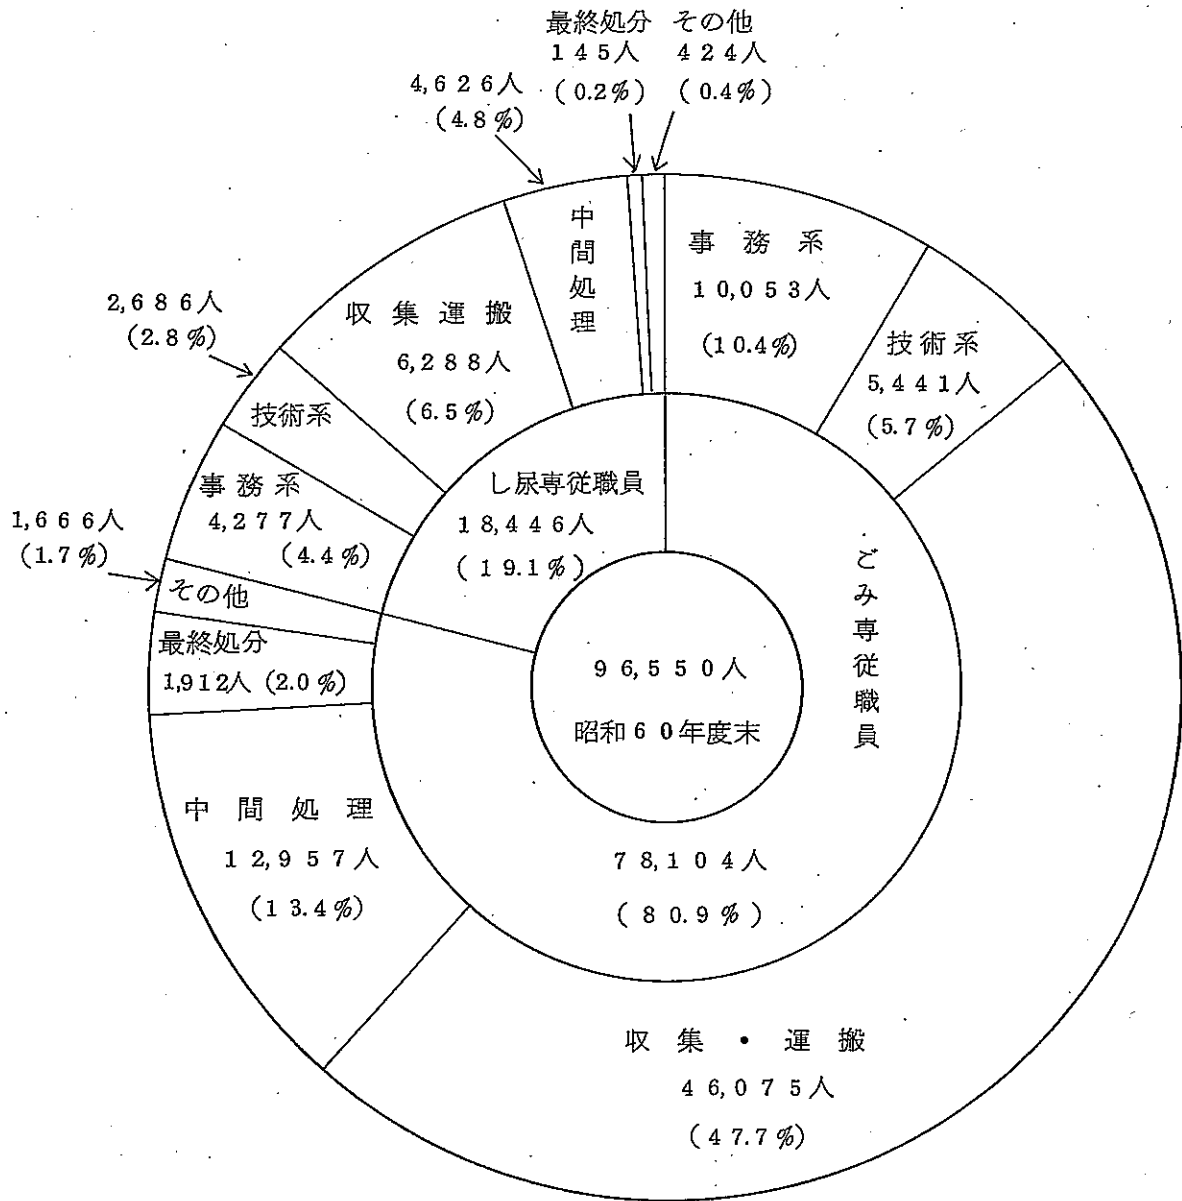 最終処分
145人
(0.2%)
その他
424人
(0.4%)
4,626人
(4.8%)
中間処理
事務系
10,053人
(10.4%)
技術系
5,441人
(5.7%)
収集運搬
6,288人
(6.5%)
2,686人
(2.8%)
技術系
事務系
4,277人
(4.4%)
1,666人
(1.7%)
その他
最終処分
1,912人(2.0%)
し尿専従職員
18,446人
(19.1%)
ごみ専従職員
78,104人
(80.9%)
96,550人
昭和60年度末
中間処理
12,957人
(13.4%)
収集・運搬
46,075人
(47.7%)